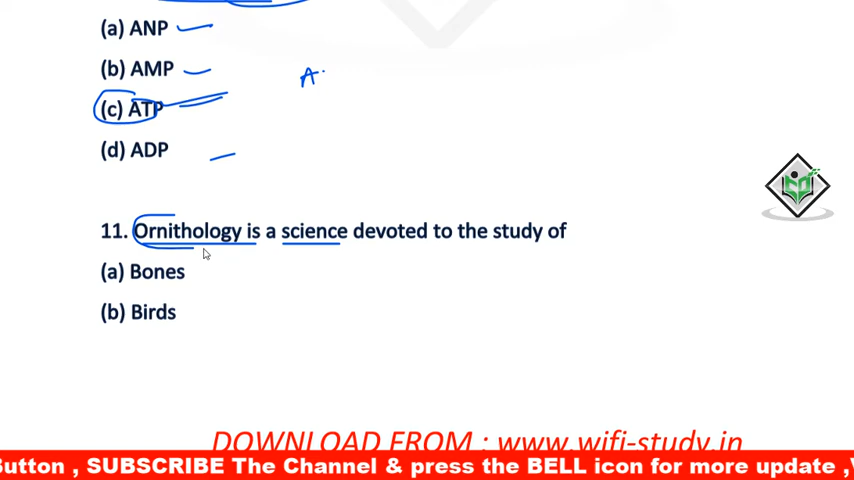 (a) ANP
(b) AMP
A
(c) ATP
(d) ADP
11. Ornithology is a science devoted to the study of
(a) Bones
(b) Birds
DOWNLOAD FROM : www.wifi-study.in
Button , SUBSCRIBE The Channel & press the BELL icon for more update ,Y